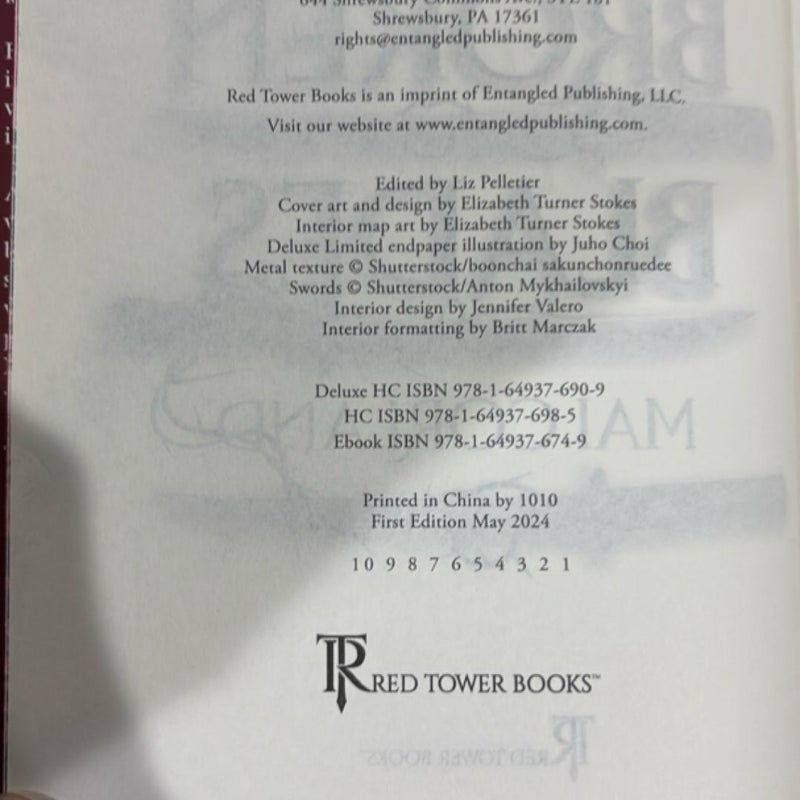 Shrewsbury, PA 17361
rights@entangledpublishing.com
Red Tower Books is an imprint of Entangled Publishing, LLC.
Visit our website at www.entangledpublishing.com.
Edited by Liz Pelletier
Cover art and design by Elizabeth Turner Stokes
Interior map art by Elizabeth Turner Stokes
Deluxe Limited endpaper illustration by Juho Choi
Metal texture © Shutterstock/boonchai sakunchonruedee
Swords © Shutterstock/Anton Mykhailovskyi
Interior design by Jennifer Valero
Interior formatting by Britt Marczak
Deluxe HC ISBN 978-1-64937-690-9
HC ISBN 978-1-64937-698-5
Ebook ISBN 978-1-64937-674-9
Printed in China by 1010
First Edition May 2024
10 9 8 7 6 5 4 3 2 1
TR RED TOWER BOOKS™